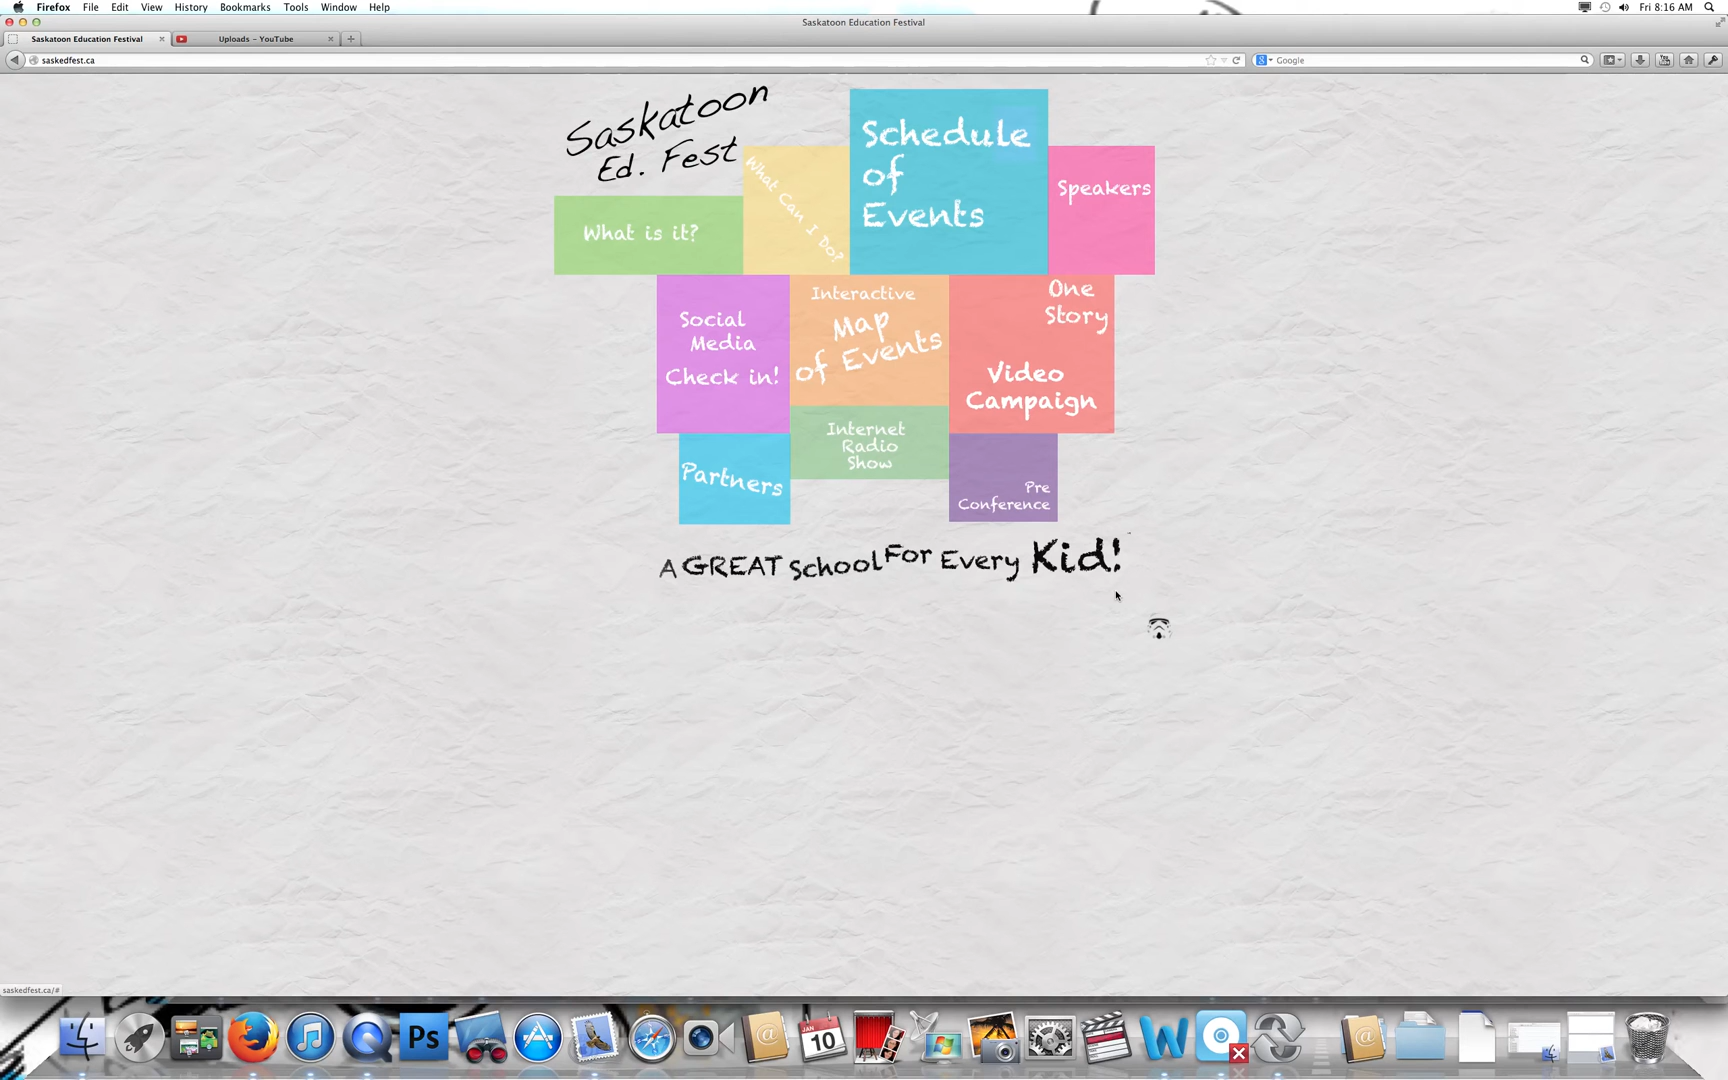 Firefox File Edit View History Bookmarks Tools Window Help
Fri 8:16 AM
Saskatoon Education Festival
Saskatoon Education Festival
Uploads - YouTube
saskedfest.ca
Google
Saskatoon
Ed. Fest
What is it?
What Can I Do?
Schedule
of
Events
Speakers
Social
Media
Check in!
Interactive
Map
of Events
One
Story
Video
Campaign
Internet
Radio
Show
Partners
Pre
Conference
A GREAT School For Every Kid!
saskedfest.ca/#
Ps
JAN
10
W